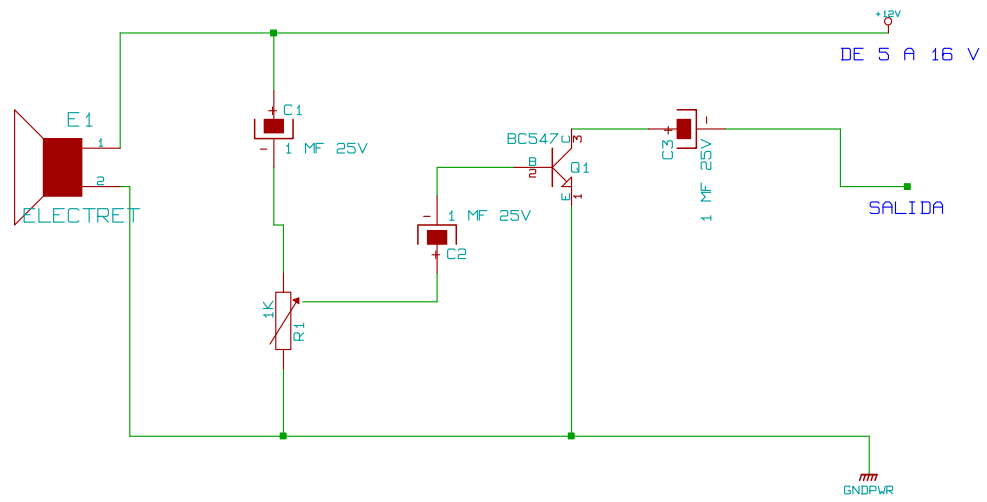 +12V
DE 5 A 16 V
E1
1
2
ELECTRET
+
C1
-
1 MF 25V
BC547
C
3
B
2
Q1
E
1
+
C3
-
1 MF 25V
SALIDA
-
1 MF 25V
+
C2
1K
R1
GNDPWR